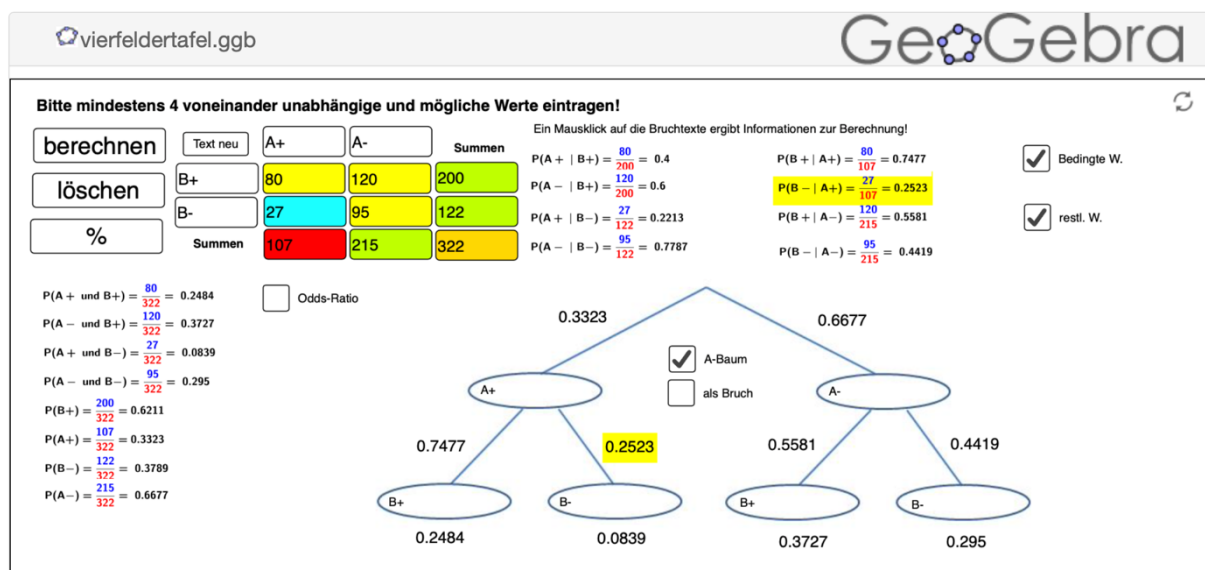 vierfeldertafel.ggb
GeoGebra
Bitte mindestens 4 voneinander unabhängige und mögliche Werte eintragen!
berechnen
löschen
%
Text neu
A+
A-
Summen
B+
80
120
200
B-
27
95
122
Summen
107
215
322
Ein Mausklick auf die Bruchtexte ergibt Informationen zur Berechnung!
P(A + | B+) = 80/200 = 0.4
P(A − | B+) = 120/200 = 0.6
P(A + | B−) = 27/122 = 0.2213
P(A − | B−) = 95/122 = 0.7787
P(B + | A+) = 80/107 = 0.7477
P(B − | A+) = 27/107 = 0.2523
P(B + | A−) = 120/215 = 0.5581
P(B − | A−) = 95/215 = 0.4419
Bedingte W.
restl. W.
P(A + und B+) = 80/322 = 0.2484
P(A − und B+) = 120/322 = 0.3727
P(A + und B−) = 27/322 = 0.0839
P(A − und B−) = 95/322 = 0.295
P(B+) = 200/322 = 0.6211
P(A+) = 107/322 = 0.3323
P(B−) = 122/322 = 0.3789
P(A−) = 215/322 = 0.6677
Odds-Ratio
0.3323
0.6677
A-Baum
als Bruch
A+
A-
0.7477
0.2523
0.5581
0.4419
B+
B-
B+
B-
0.2484
0.0839
0.3727
0.295